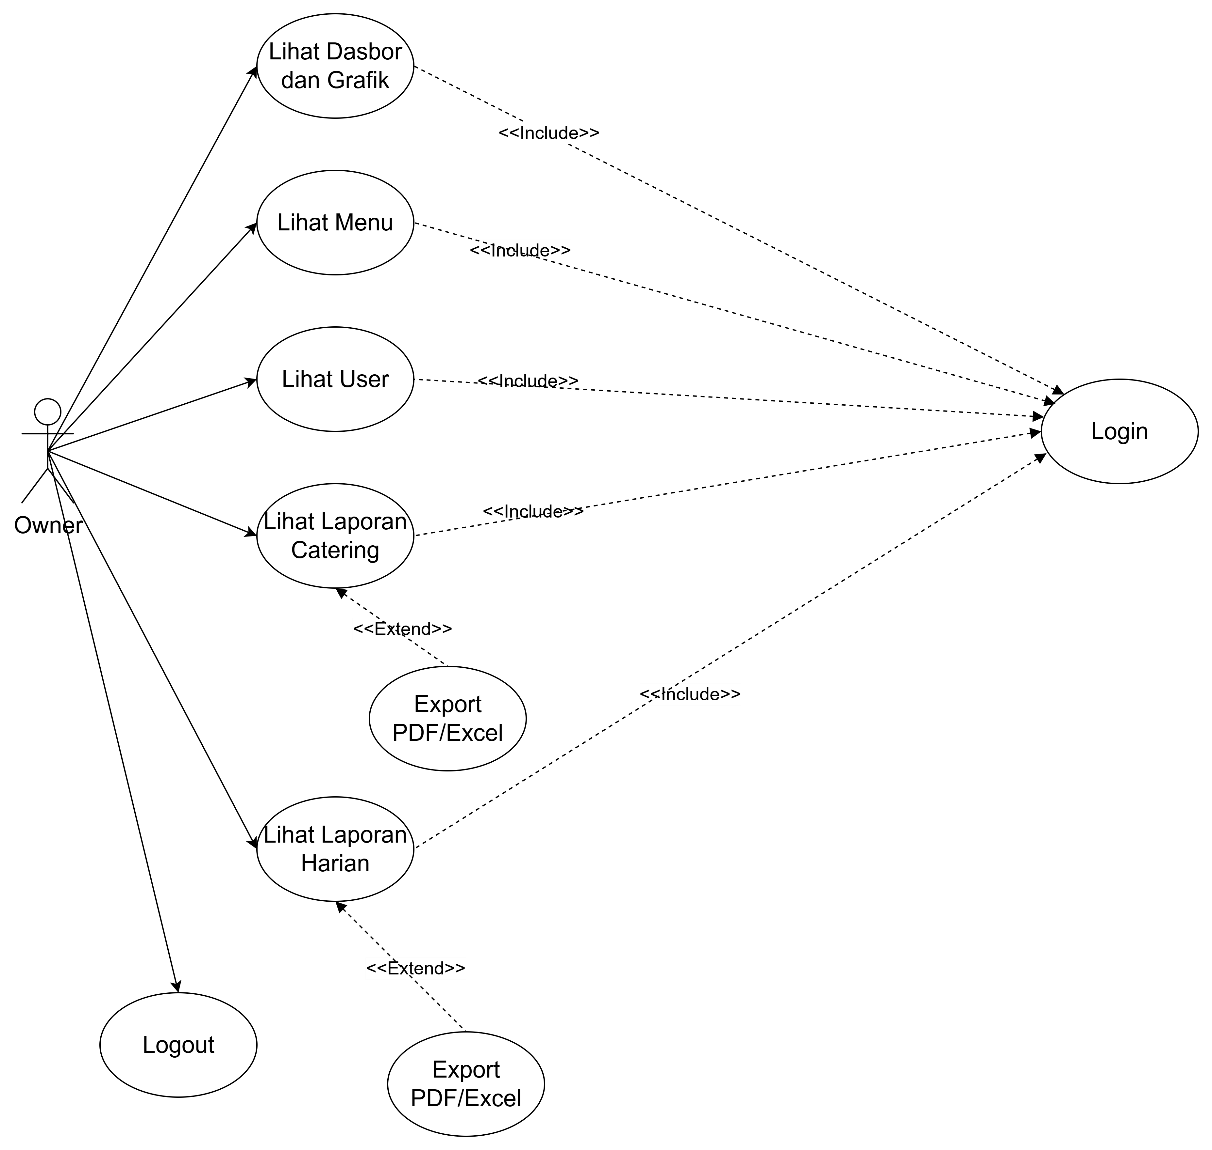 Lihat Dasbor
dan Grafik
<<Include>>
Lihat Menu
<<Include>>
Lihat User
<<Include>>
Login
Owner
Lihat Laporan
Catering
<<Include>>
<<Extend>>
Export
PDF/Excel
<<Include>>
Lihat Laporan
Harian
<<Extend>>
Logout
Export
PDF/Excel